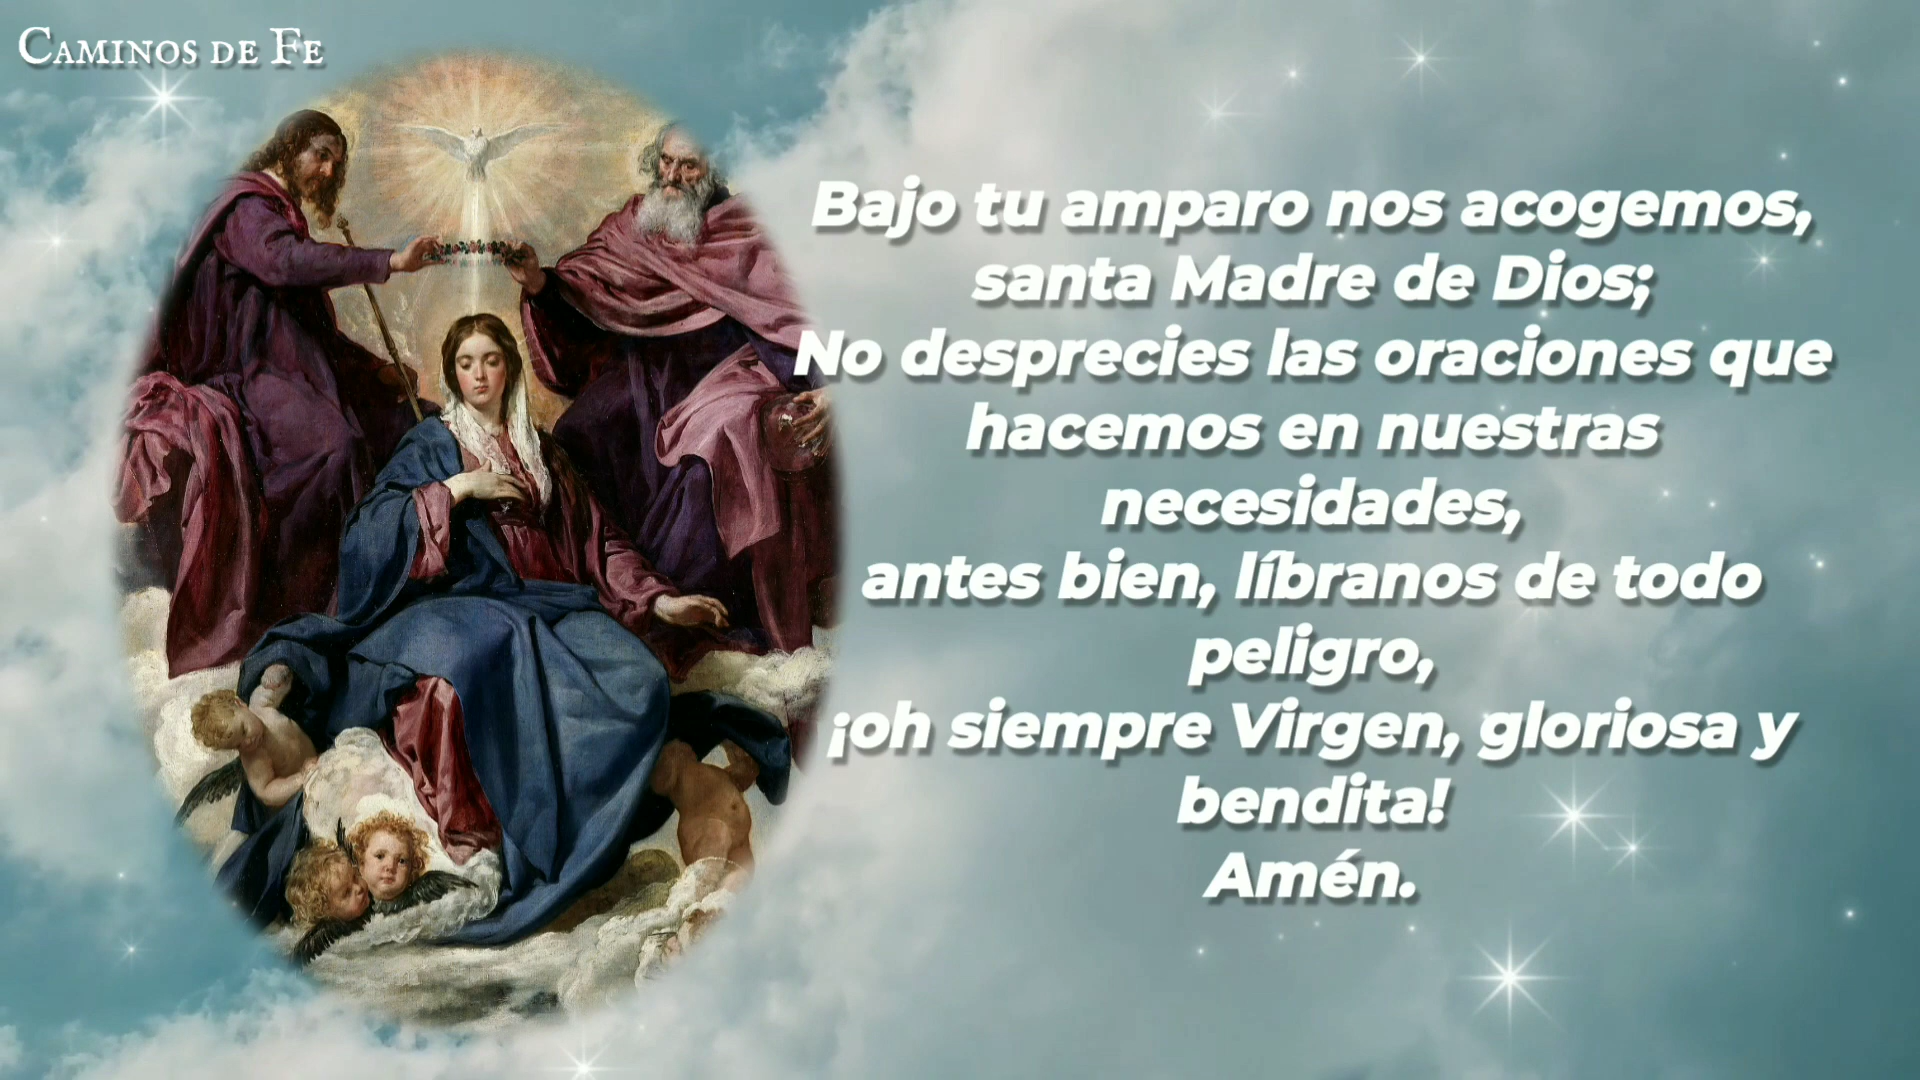 Caminos de Fe
Bajo tu amparo nos acogemos,
santa Madre de Dios;
No desprecies las oraciones que
hacemos en nuestras
necesidades,
antes bien, líbranos de todo
peligro,
¡oh siempre Virgen, gloriosa y
bendita!
Amén.